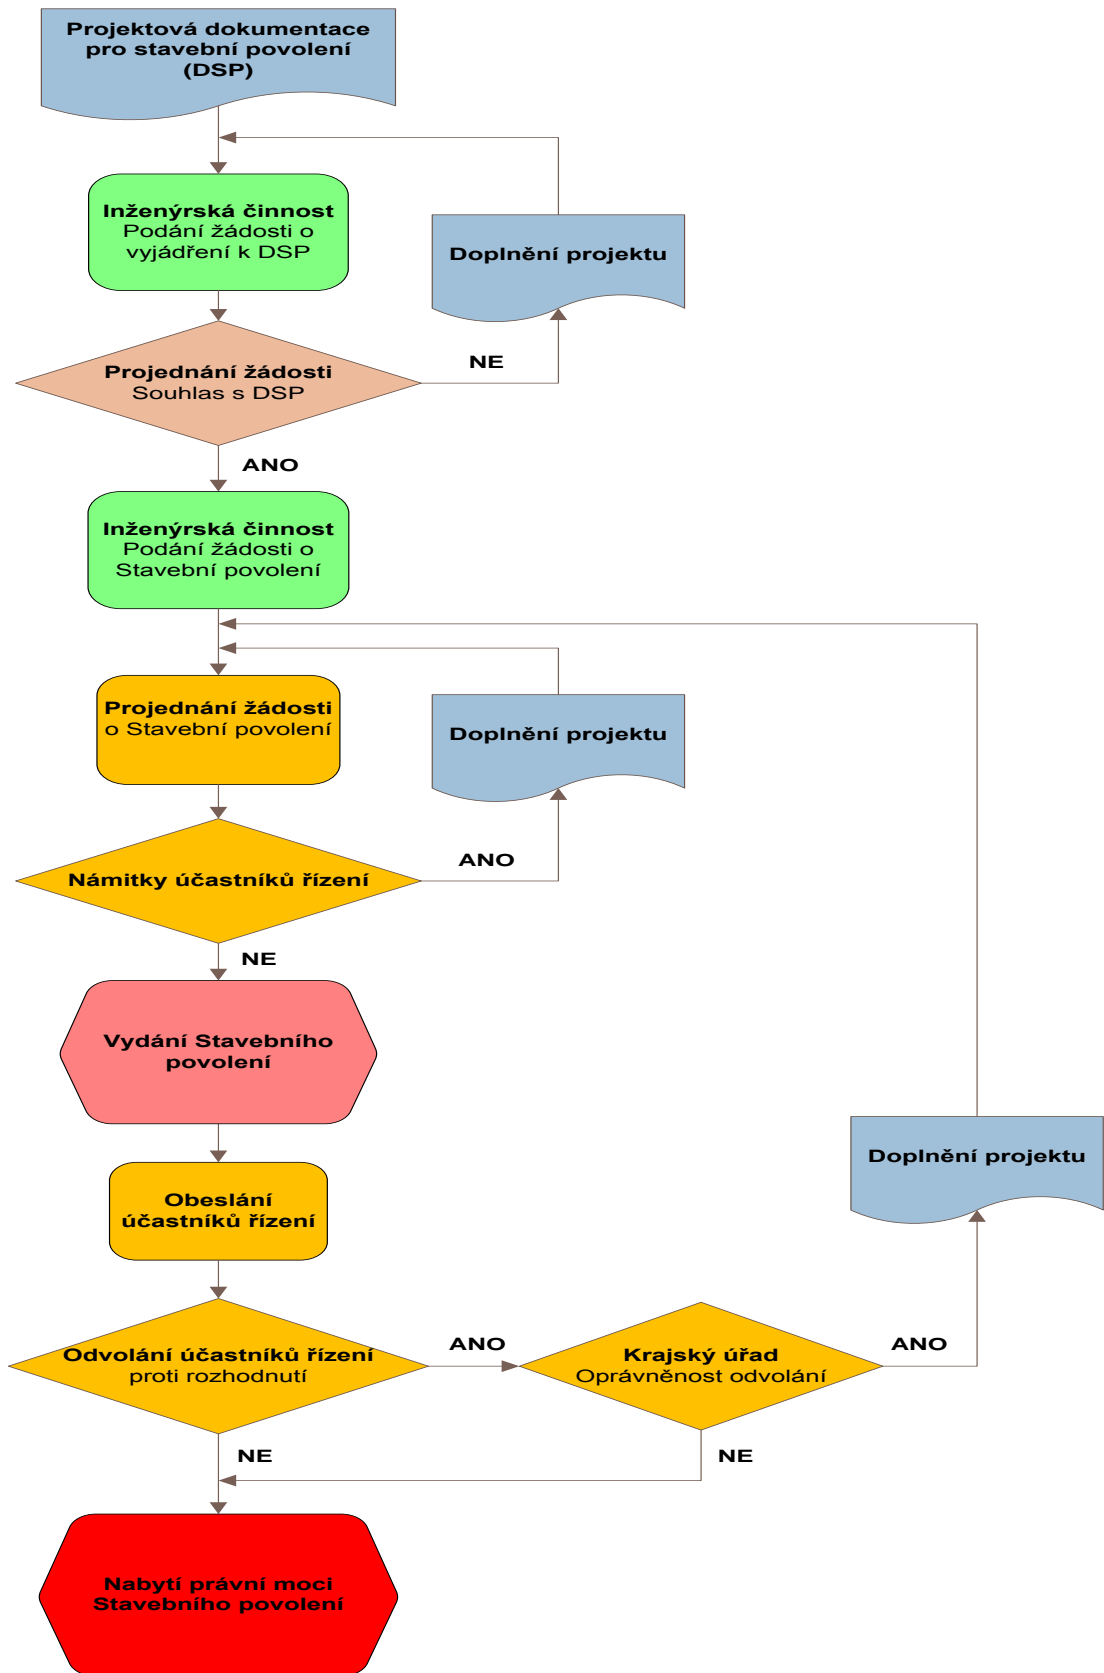 Projektová dokumentace
pro stavební povolení
(DSP)
Inženýrská činnost
Podání žádosti o
vyjádření k DSP
Doplnění projektu
Projednání žádosti
Souhlas s DSP
NE
ANO
Inženýrská činnost
Podání žádosti o
Stavební povolení
Projednání žádosti
o Stavební povolení
Doplnění projektu
Námitky účastníků řízení
ANO
NE
Vydání Stavebního
povolení
Doplnění projektu
Obeslání
účastníků řízení
Odvolání účastníků řízení
proti rozhodnutí
ANO
Krajský úřad
Oprávněnost odvolání
ANO
NE
NE
Nabytí právní moci
Stavebního povolení